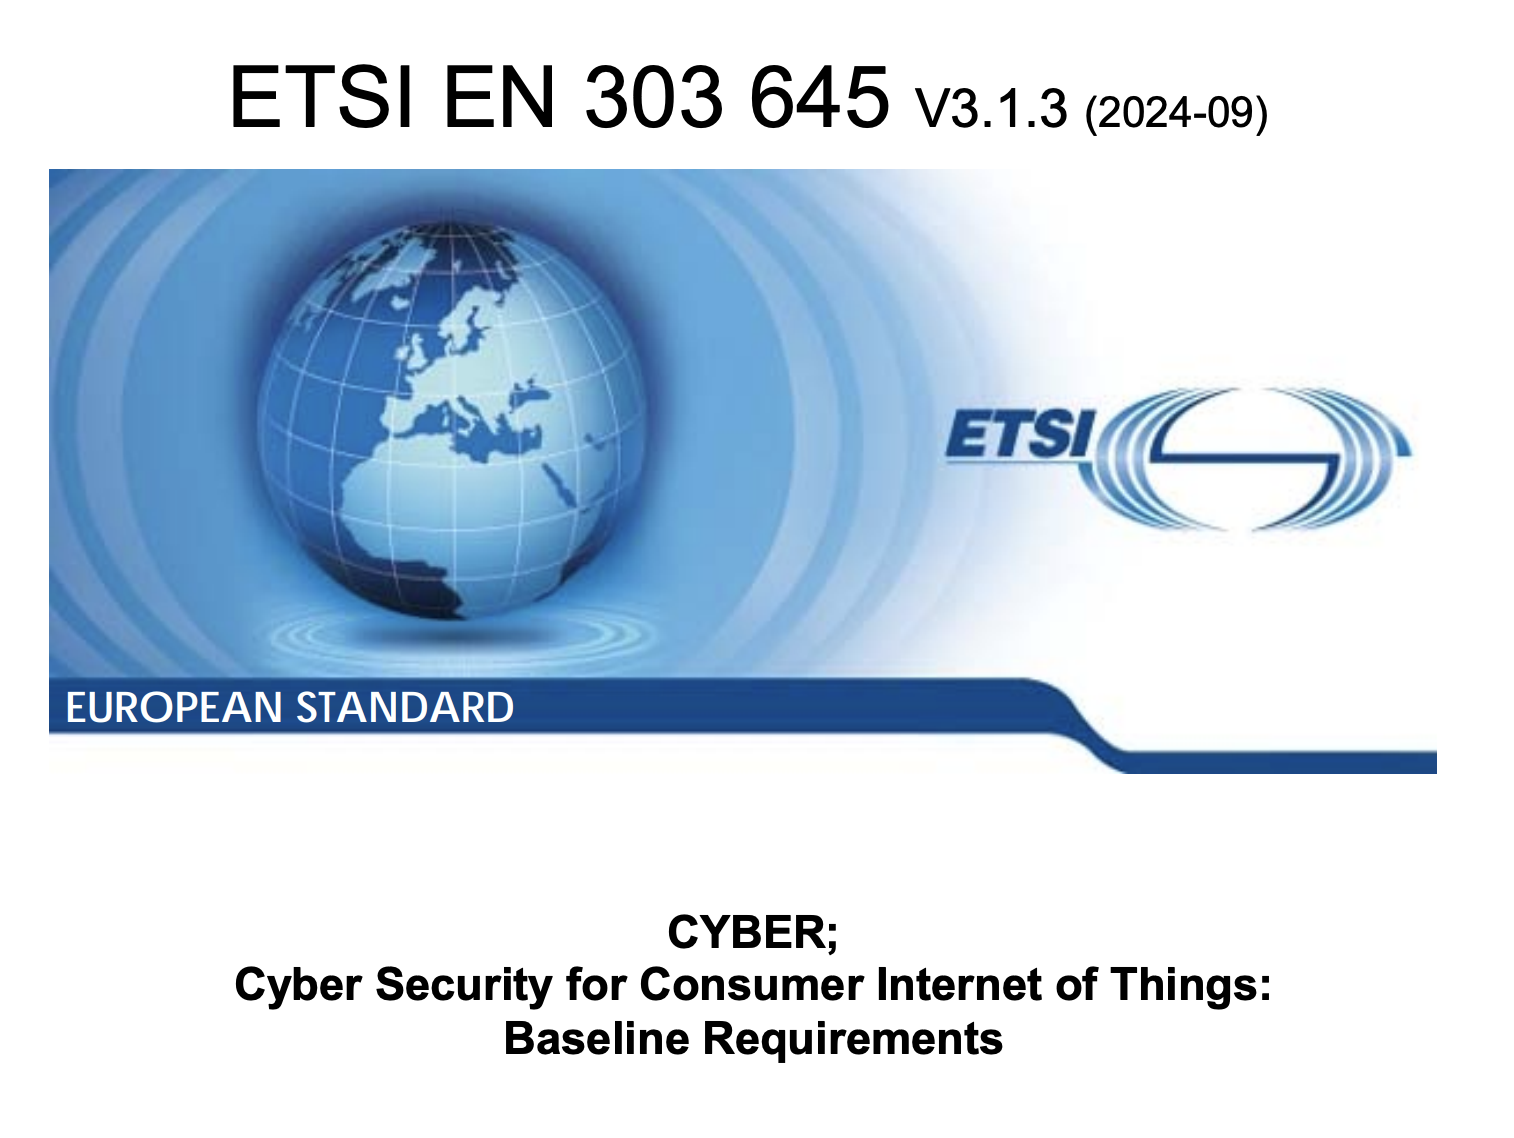 ETSI EN 303 645 V3.1.3 (2024-09)
ETSI
EUROPEAN STANDARD
CYBER;
Cyber Security for Consumer Internet of Things:
Baseline Requirements